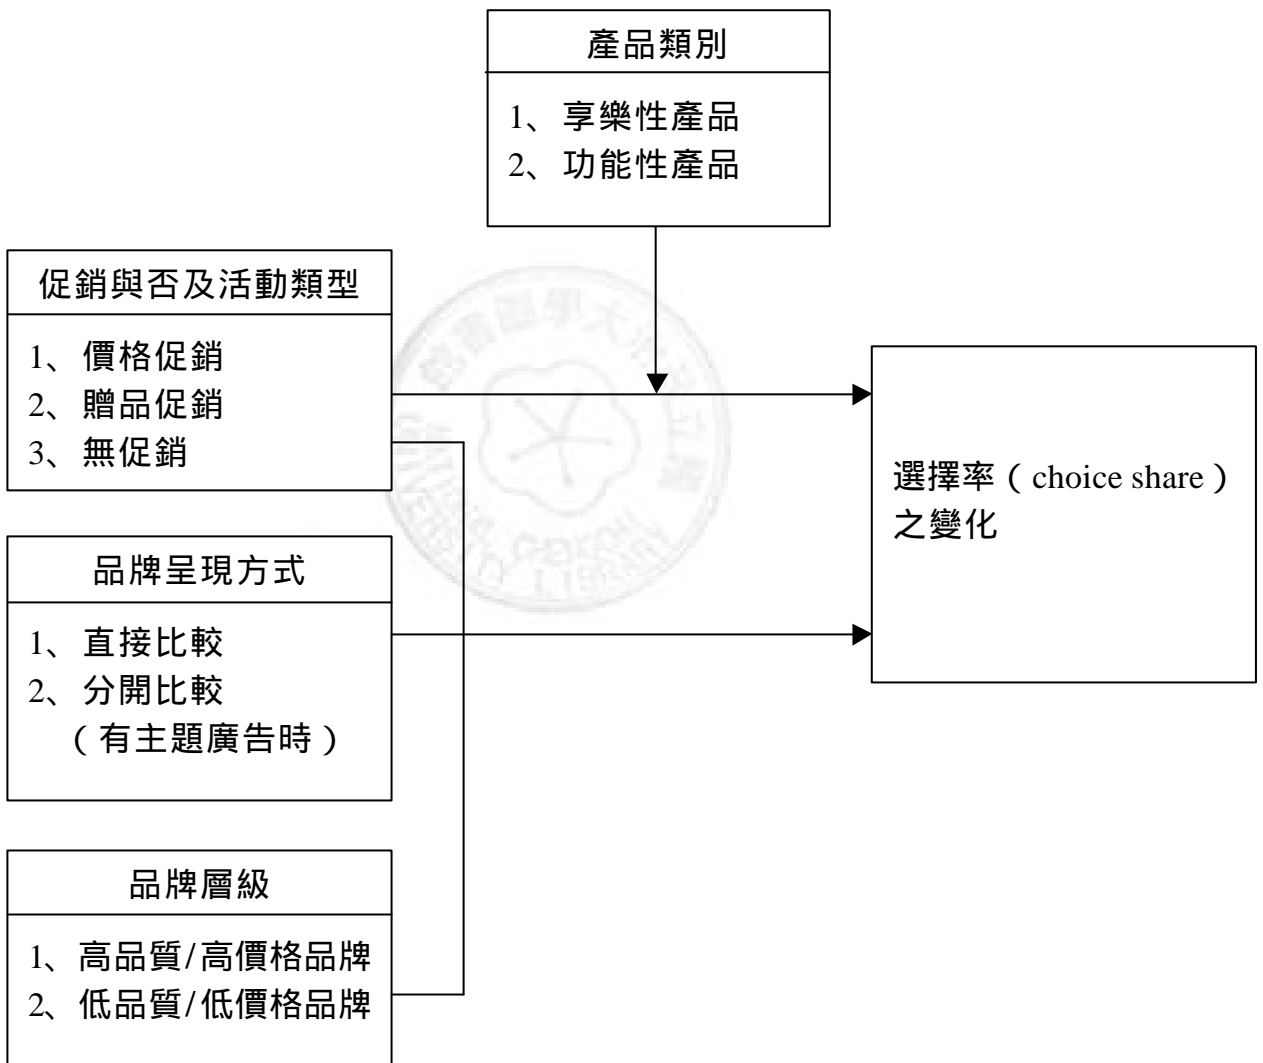 產品類別
1、享樂性產品
2、功能性產品
促銷與否及活動類型
1、價格促銷
2、贈品促銷
3、無促銷
選擇率（choice share）
之變化
品牌呈現方式
1、直接比較
2、分開比較
（有主題廣告時）
品牌層級
1、高品質/高價格品牌
2、低品質/低價格品牌